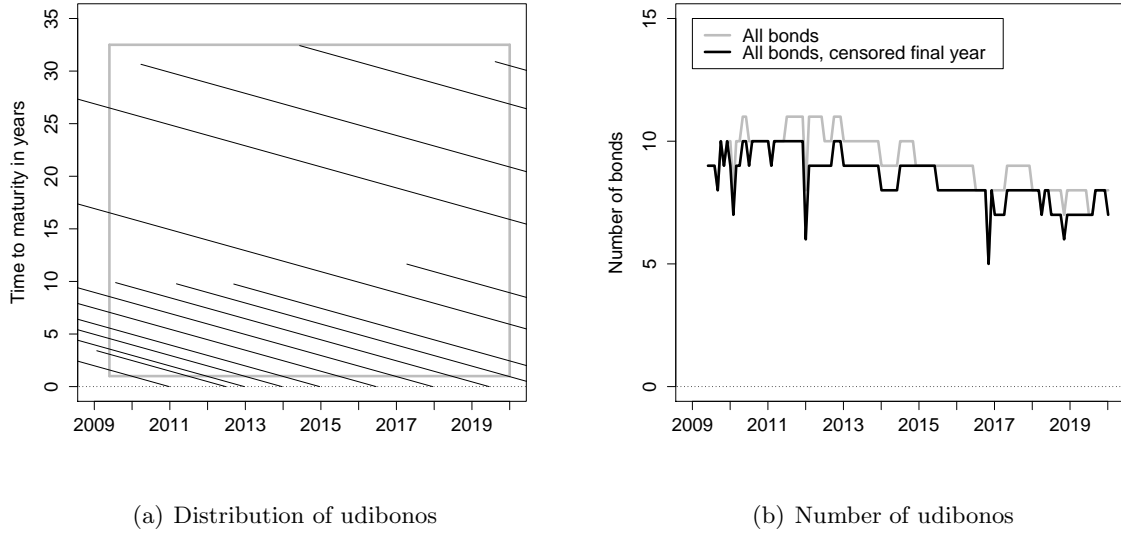 35
30
25
20
15
10
5
0
Time to maturity in years
2009 2011 2013 2015 2017 2019
(a) Distribution of udibonos
15
10
5
0
Number of bonds
All bonds
All bonds, censored final year
2009 2011 2013 2015 2017 2019
(b) Number of udibonos